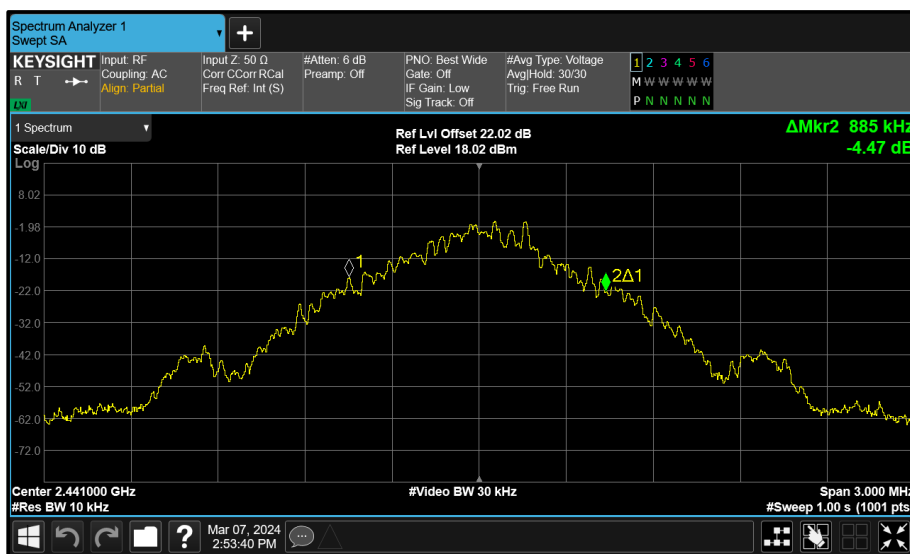 Spectrum Analyzer 1
Swept SA
+
KEYSIGHT
R T
LXI
Input: RF
Coupling: AC
Align: Partial
Input Z: 50 Ω
Corr CCorr RCal
Freq Ref: Int (S)
#Atten: 6 dB
Preamp: Off
PNO: Best Wide
Gate: Off
IF Gain: Low
Sig Track: Off
#Avg Type: Voltage
Avg|Hold: 30/30
Trig: Free Run
1 2 3 4 5 6
M W W W W W
P N N N N N
1 Spectrum
Scale/Div 10 dB
Log
Ref Lvl Offset 22.02 dB
Ref Level 18.02 dBm
ΔMkr2 885 kHz
-4.47 dB
8.02
-1.98
-12.0
-22.0
-32.0
-42.0
-52.0
-62.0
-72.0
1
2Δ1
Center 2.441000 GHz
#Res BW 10 kHz
#Video BW 30 kHz
Span 3.000 MHz
#Sweep 1.00 s (1001 pts
?
Mar 07, 2024
2:53:40 PM